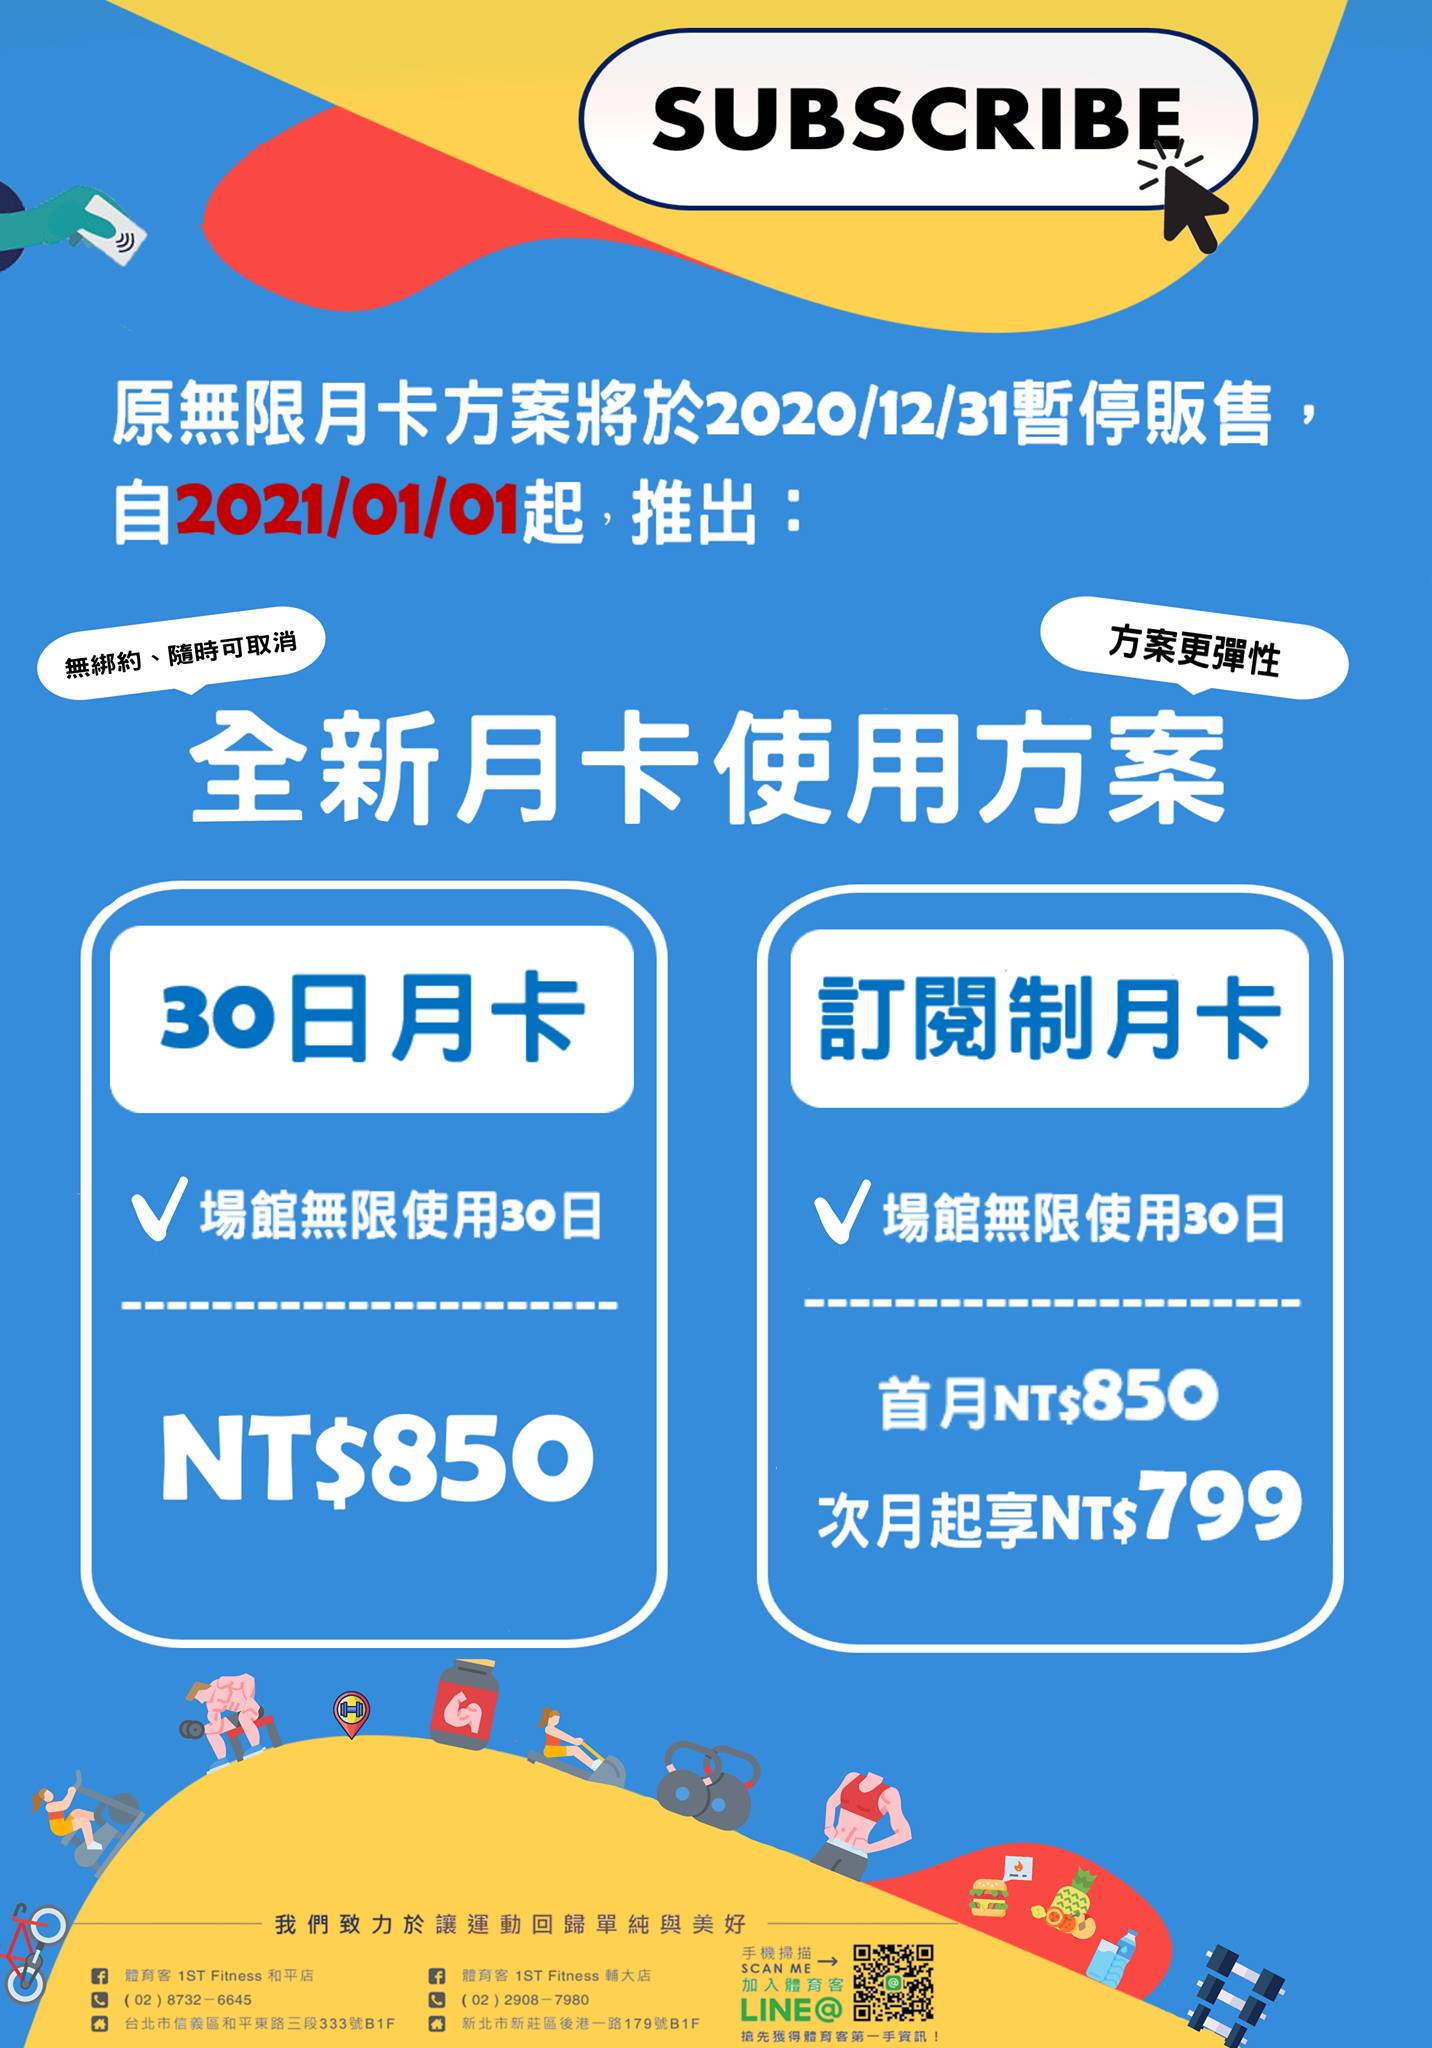 SUBSCRIBE
原無限月卡方案將於2020/12/31暫停販售，
自2021/01/01起，推出：
無綁約、隨時可取消
方案更彈性
全新月卡使用方案
30日月卡
場館無限使用30日
NT$850
訂閱制月卡
場館無限使用30日
首月NT$850
次月起享NT$799
我們致力於讓運動回歸單純與美好
體育客 1ST Fitness 和平店
( 02 ) 8732－6645
台北市信義區和平東路三段333號B1F
體育客 1ST Fitness 輔大店
( 02 ) 2908－7980
新北市新莊區後港一路179號B1F
手機掃描
SCAN ME
加入體育客
LINE@
搶先獲得體育客第一手資訊！